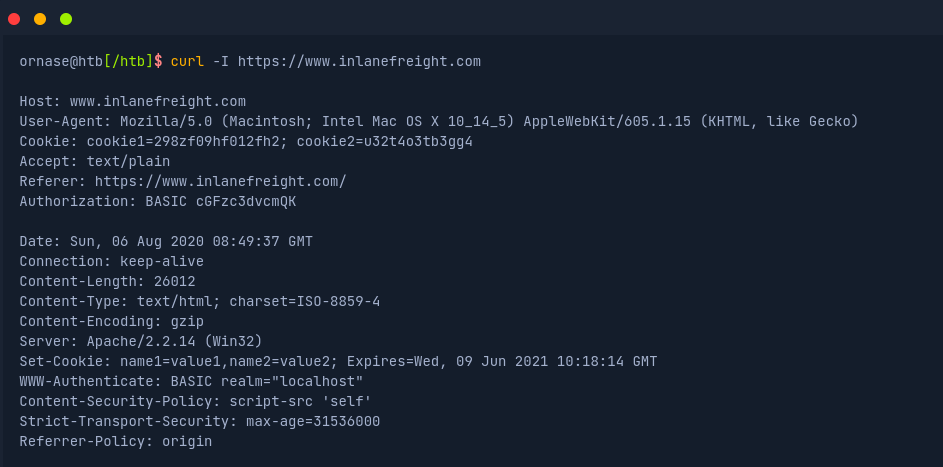 ornase@htb[/htb]$ curl -I https://www.inlanefreight.com
Host: www.inlanefreight.com
User-Agent: Mozilla/5.0 (Macintosh; Intel Mac OS X 10_14_5) AppleWebKit/605.1.15 (KHTML, like Gecko)
Cookie: cookie1=298zf09hf012fh2; cookie2=u32t4o3tb3gg4
Accept: text/plain
Referer: https://www.inlanefreight.com/
Authorization: BASIC cGFzc3dvcmQK
Date: Sun, 06 Aug 2020 08:49:37 GMT
Connection: keep-alive
Content-Length: 26012
Content-Type: text/html; charset=ISO-8859-4
Content-Encoding: gzip
Server: Apache/2.2.14 (Win32)
Set-Cookie: name1=value1,name2=value2; Expires=Wed, 09 Jun 2021 10:18:14 GMT
WWW-Authenticate: BASIC realm="localhost"
Content-Security-Policy: script-src 'self'
Strict-Transport-Security: max-age=31536000
Referrer-Policy: origin